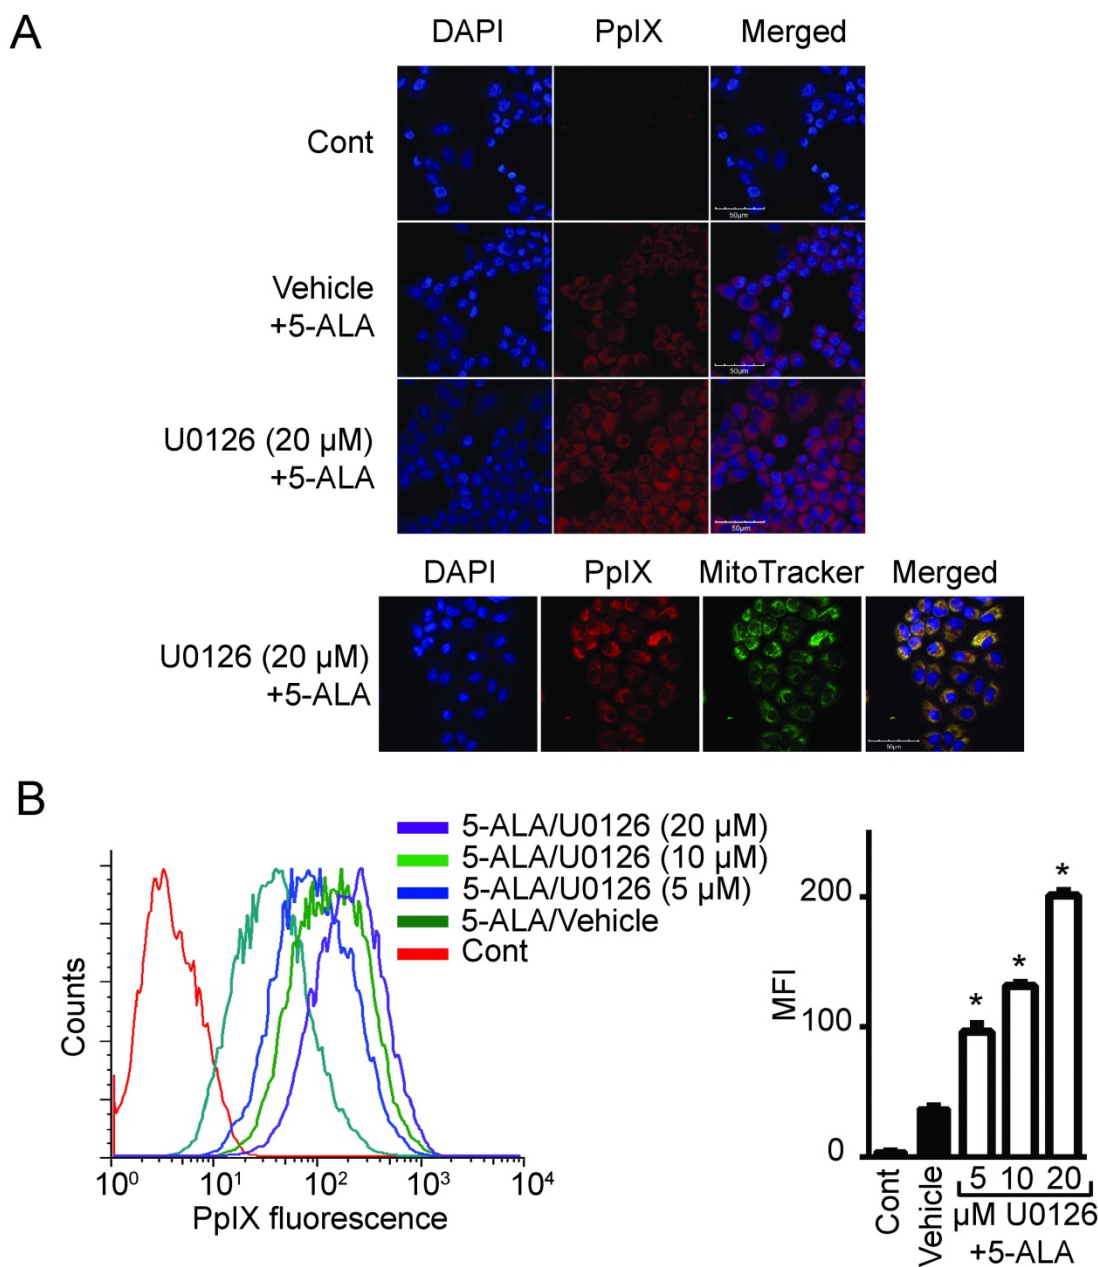 A
DAPI PpIX Merged
Cont
50µm
Vehicle
+5-ALA
50µm
U0126 (20 µM)
+5-ALA
50µm
DAPI PpIX MitoTracker Merged
U0126 (20 µM)
+5-ALA
50µm
B
5-ALA/U0126 (20 µM)
5-ALA/U0126 (10 µM)
5-ALA/U0126 (5 µM)
5-ALA/Vehicle
Cont
Counts
10⁰ 10¹ 10² 10³ 10⁴
PpIX fluorescence
MFI
200
100
0
* * *
Cont
Vehicle
5 10 20
µM U0126
+5-ALA